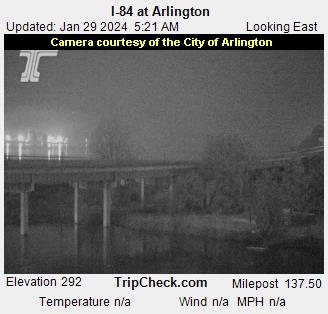 I-84 at Arlington
Updated: Jan 29 2024 5:21 AM Looking East
Camera courtesy of the City of Arlington
Elevation 292 TripCheck.com Milepost 137.50
Temperature n/a Wind n/a MPH n/a